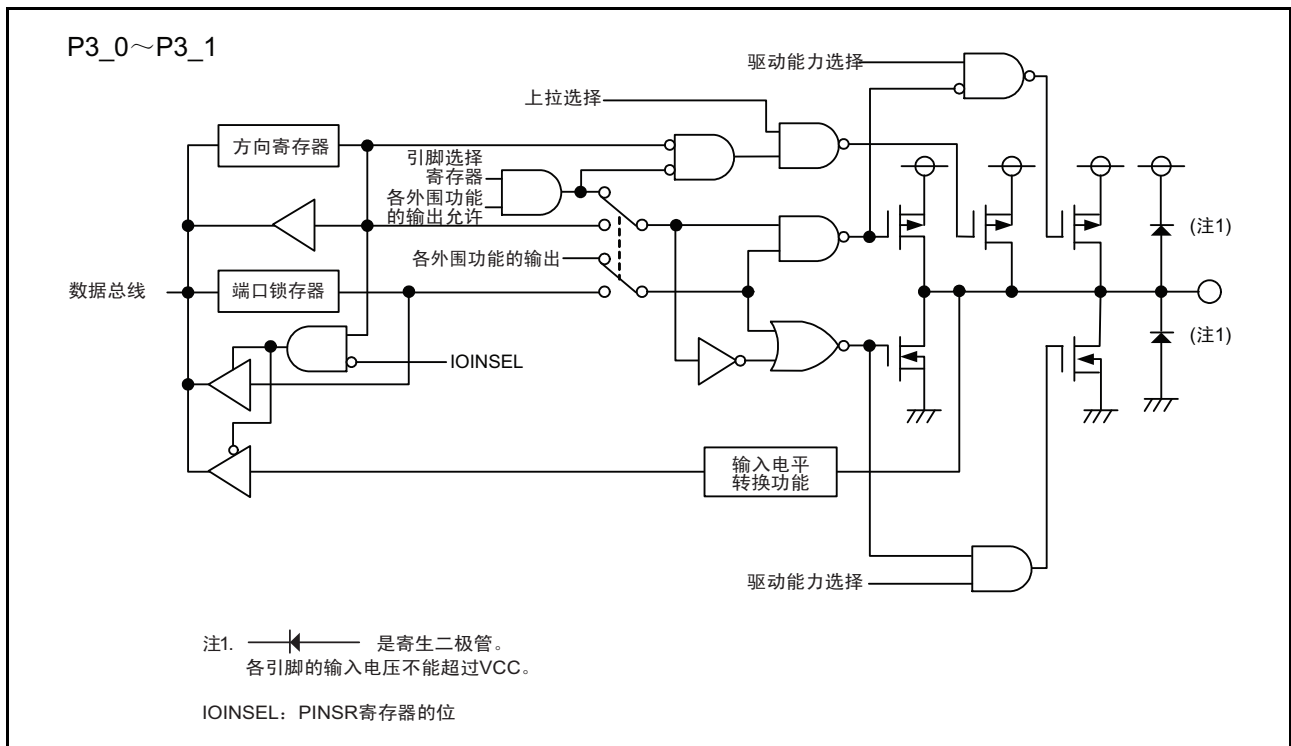 P3_0～P3_1
驱动能力选择
上拉选择
方向寄存器
引脚选择
寄存器
各外围功能
的输出允许
(注1)
各外围功能的输出
数据总线
端口锁存器
(注1)
IOINSEL
输入电平
转换功能
驱动能力选择
注1.
是寄生二极管。
各引脚的输入电压不能超过VCC。
IOINSEL：PINSR寄存器的位